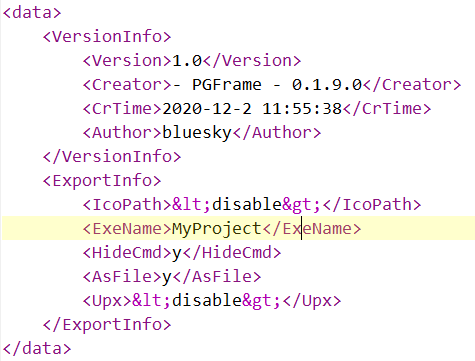 <data>
<VersionInfo>
<Version>1.0</Version>
<Creator>- PGFrame - 0.1.9.0</Creator>
<CrTime>2020-12-2 11:55:38</CrTime>
<Author>bluesky</Author>
</VersionInfo>
<ExportInfo>
<IcoPath>&lt;disable&gt;</IcoPath>
<ExeName>MyProject</ExeName>
<HideCmd>y</HideCmd>
<AsFile>y</AsFile>
<Upx>&lt;disable&gt;</Upx>
</ExportInfo>
</data>